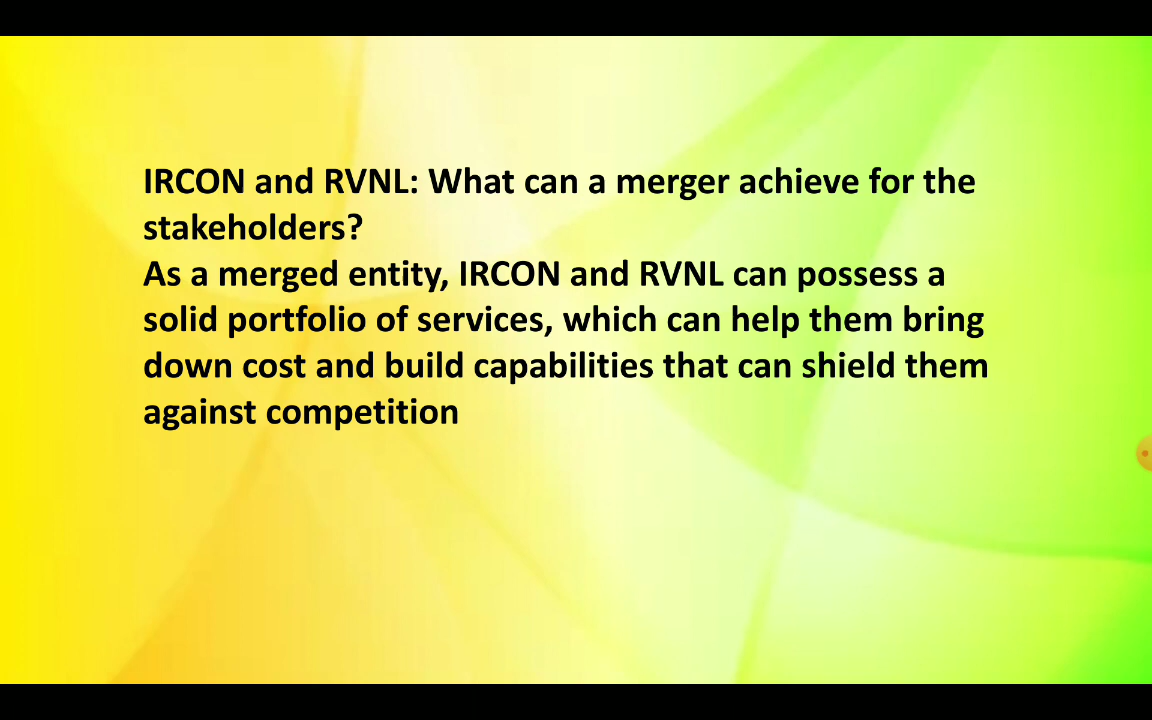 IRCON and RVNL: What can a merger achieve for the
stakeholders?
As a merged entity, IRCON and RVNL can possess a
solid portfolio of services, which can help them bring
down cost and build capabilities that can shield them
against competition